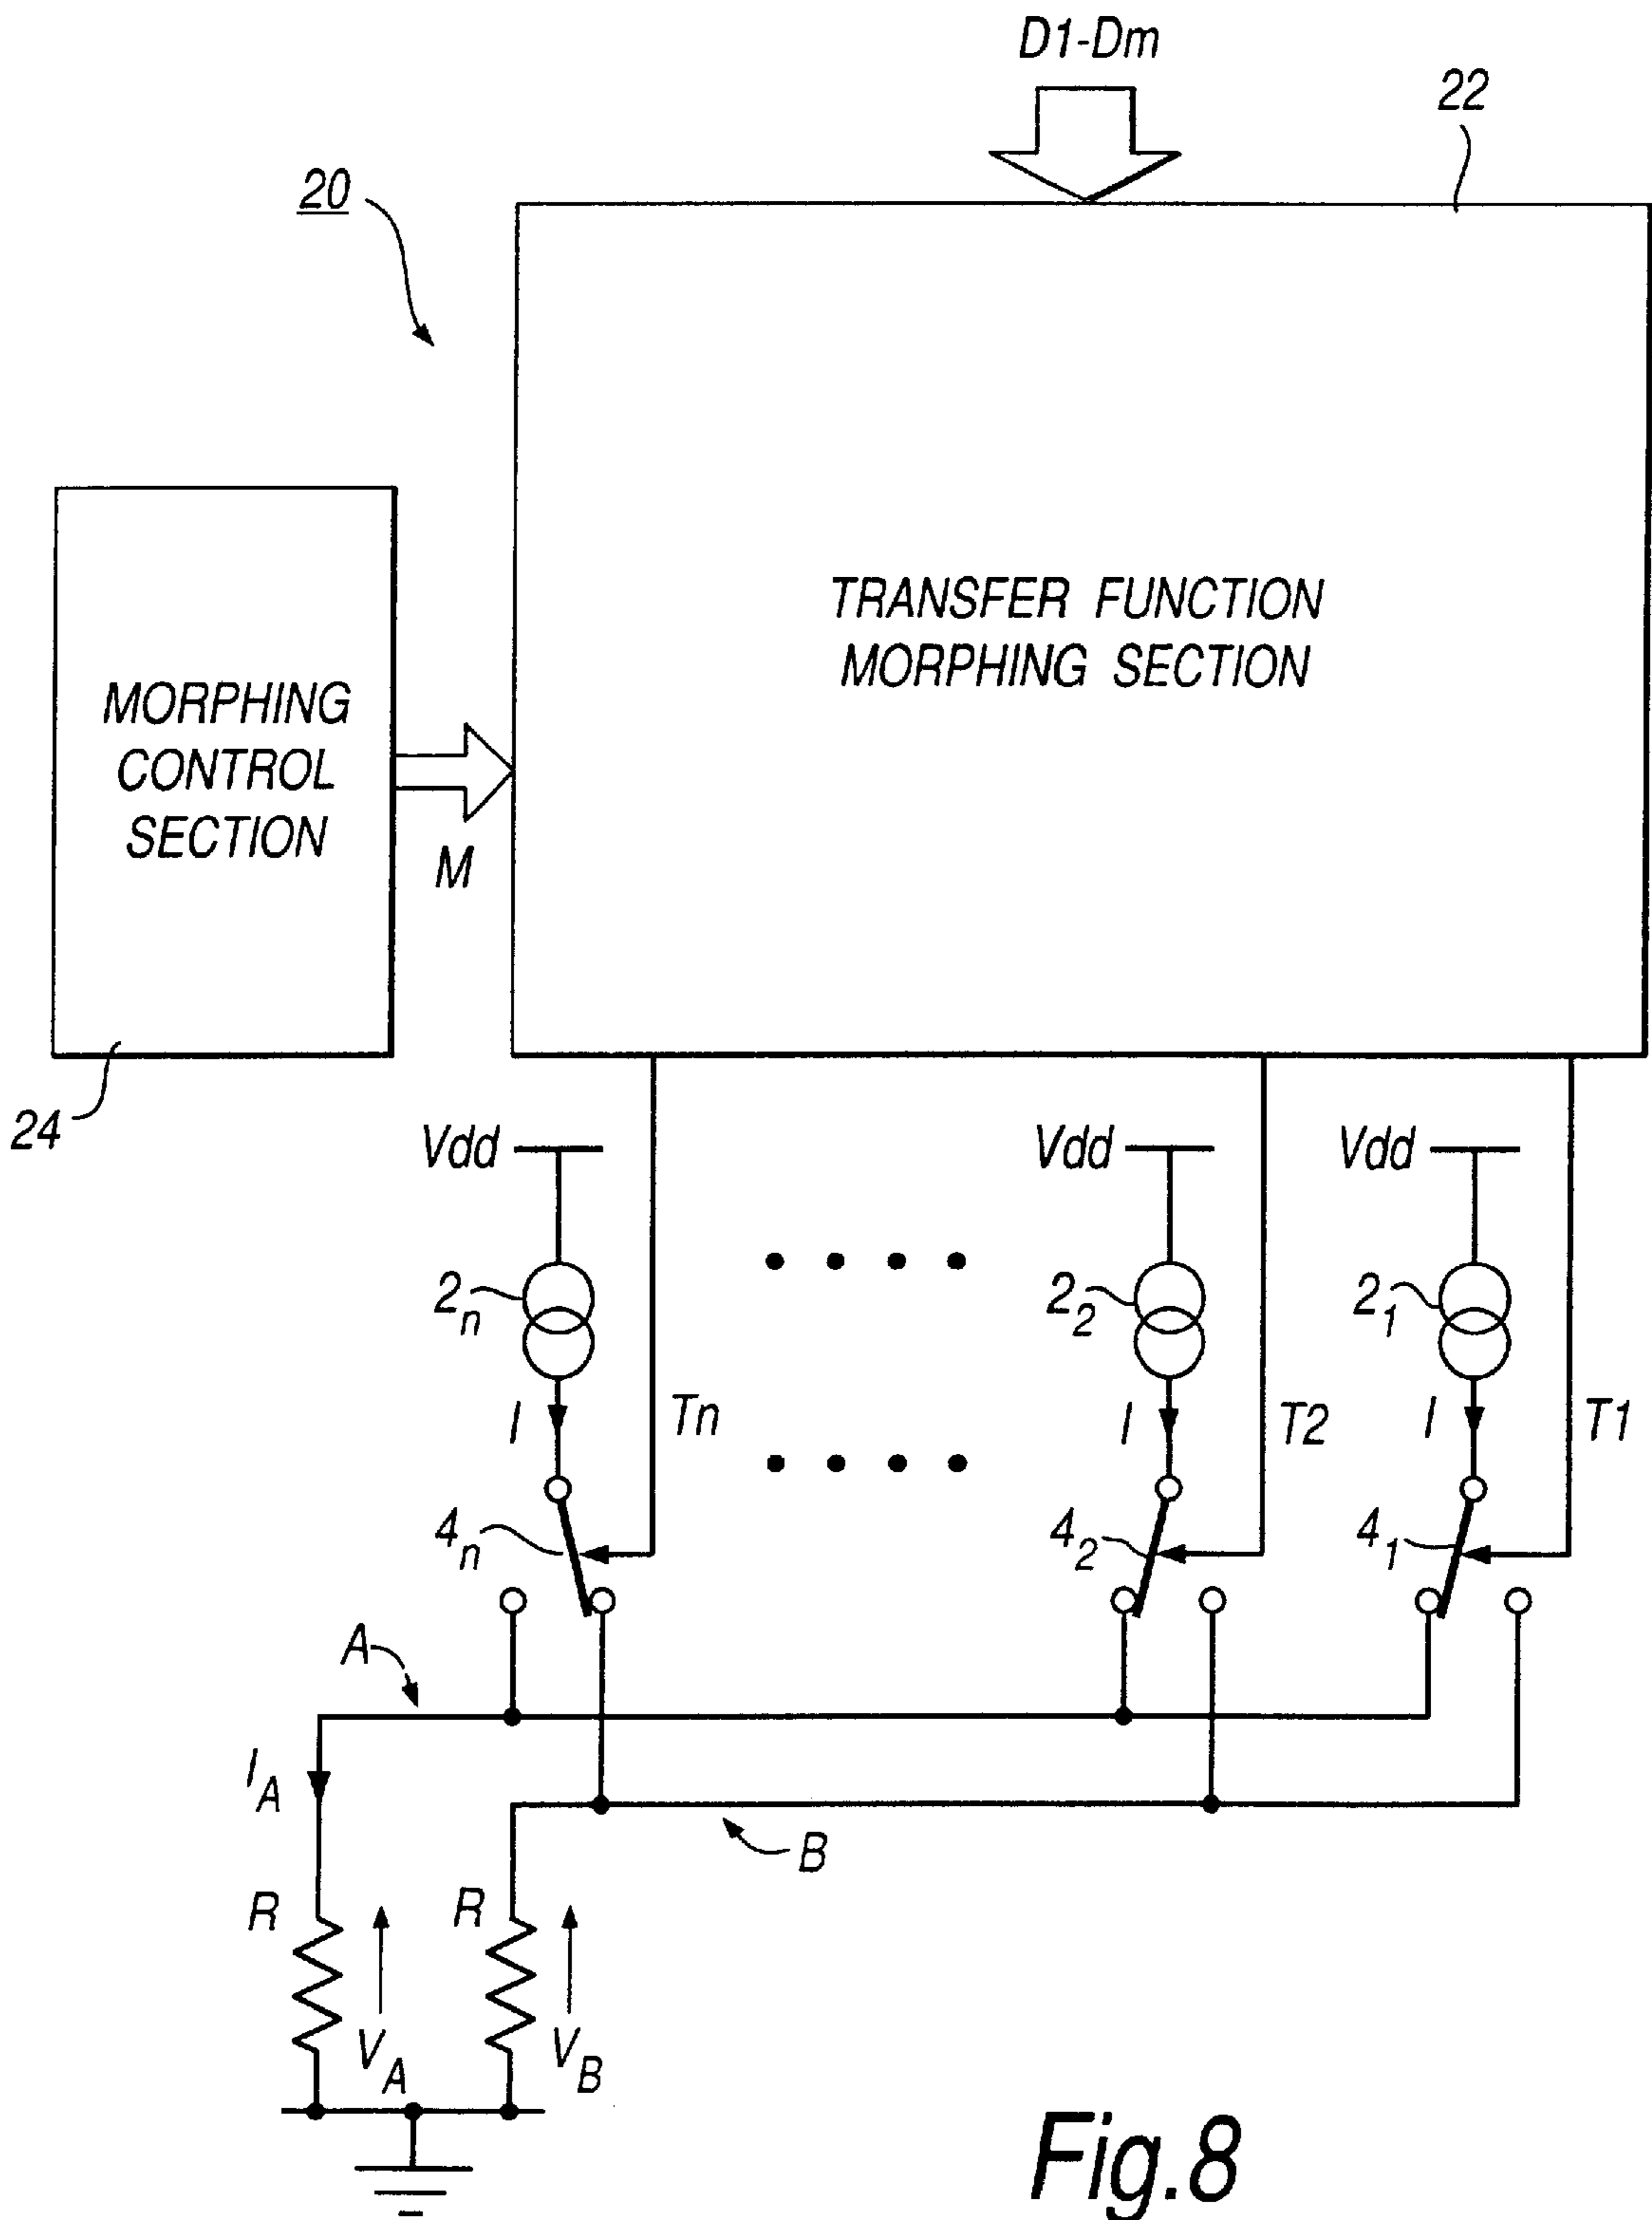 D1-Dm
22
20
TRANSFER FUNCTION
MORPHING SECTION
MORPHING
CONTROL
SECTION
M
24
Vdd
Vdd
Vdd
2n
22
21
I
Tn
I
T2
I
T1
4n
42
41
A
IA
B
R
R
VA
VB
Fig.8